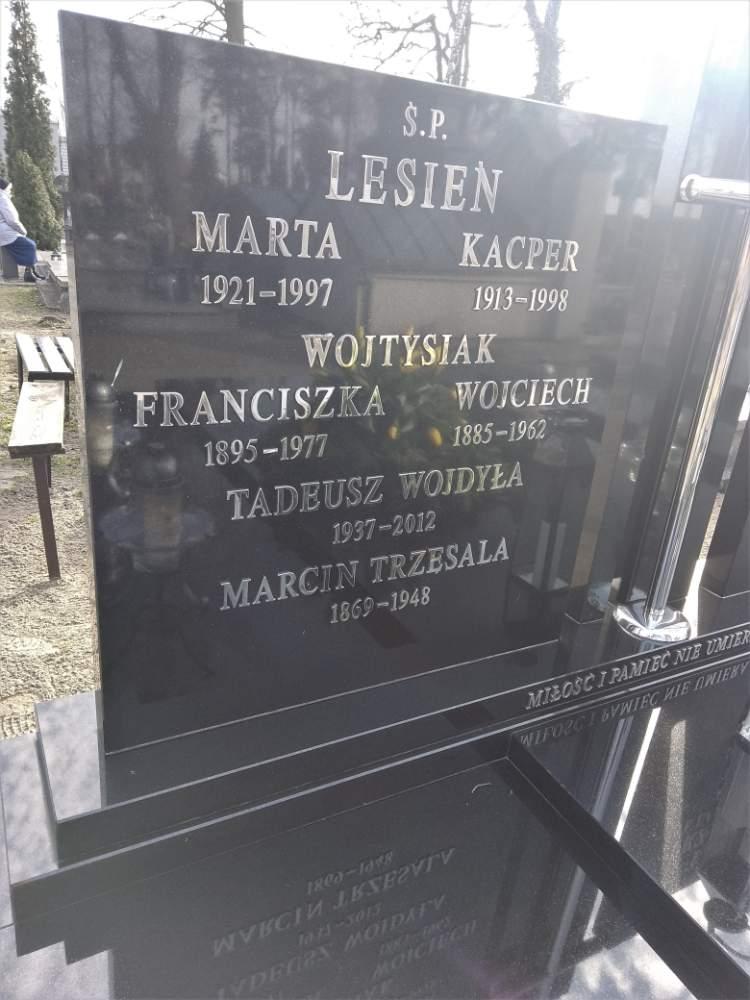 Ś.P.
LESIEŃ
MARTA KACPER
1921-1997 1913-1998
WOJTYSIAK
FRANCISZKA WOJCIECH
1895-1977 1885-1962
TADEUSZ WOJDYŁA
1937-2012
MARCIN TRZĘSALA
1869-1948
MIŁOŚĆ I PAMIĘĆ NIE UMIER